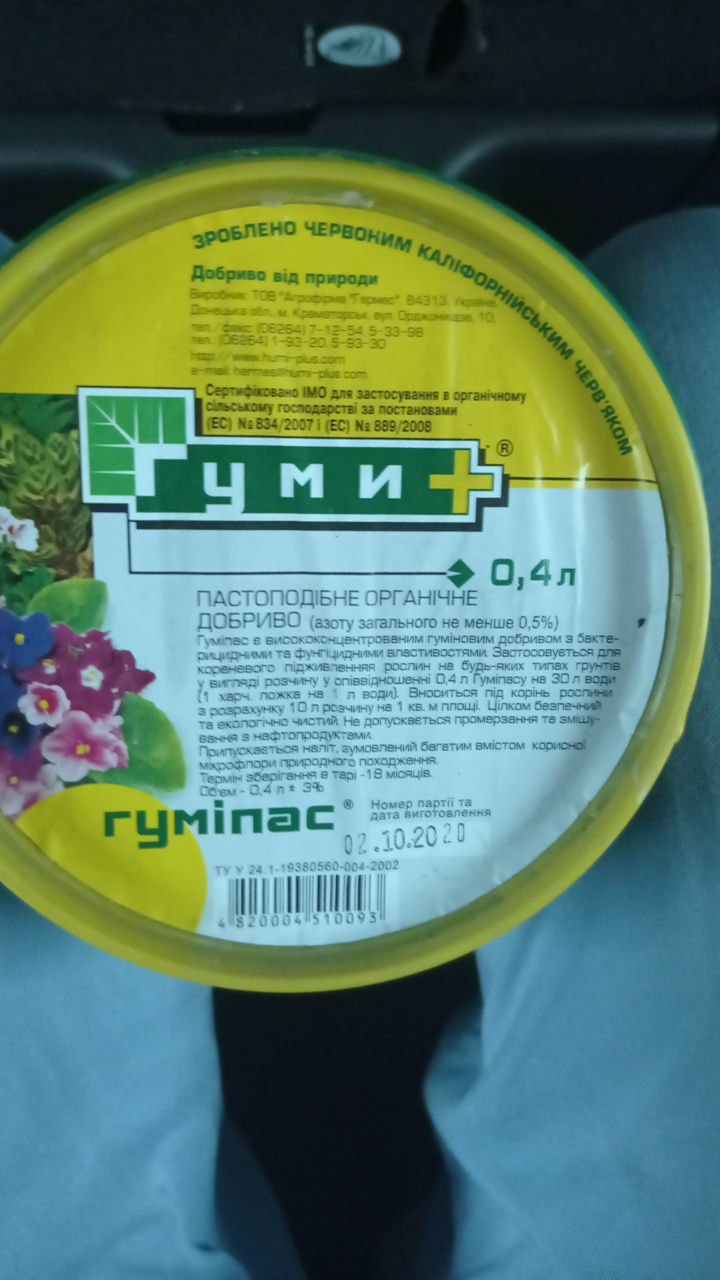 ЗРОБЛЕНО ЧЕРВОНИМ КАЛІФОРНІЙСЬКИМ ЧЕРВ'ЯКОМ
Добриво від природи
Виробник: ТОВ "Агрофірма "Гермес", 84313, Україна,
Донецька обл., м. Краматорськ, вул. Орджонікідзе, 10,
тел./факс: (06264) 7-12-54, 5-33-98
тел. (06264) 1-93-20, 5-93-30
http://www.humi-plus.com
e-mail: hermes@humi-plus.com
Сертифіковано ІМО для застосування в органічному
сільському господарстві за постановами
(ЕС) №834/2007 і (ЕС) №889/2008
Гуми+ ®
0,4 л
ПАСТОПОДІБНЕ ОРГАНІЧНЕ
ДОБРИВО (азоту загального не менше 0,5%)
Гуміпас є висококонцентрованим гуміновим добривом з бакте-
рицидними та фунгіцидними властивостями. Застосовується для
кореневого підживленняя рослин на будь-яких типах грунтів
у вигляді розчину у співвідношенні 0,4 л Гуміпасу на 30 л води
(1 харч. ложка на 1 л води). Вноситься під корінь рослини
з розрахунку 10 л розчину на 1 кв. м площі. Цілком безпечний
та екологічно чистий. Не допускається промерзання та змішу-
вання з нафтопродуктами.
Припускається наліт, зумовлений багатим вмістом корисної
мікрофлори природного походження.
Термін зберігання в тарі -18 місяців.
Об'єм - 0,4 л ± 3%
гуміпас ®
Номер партії та
дата виготовлення
02.10.2020
ТУ У 24.1-19380560-004-2002
4 820004 510093